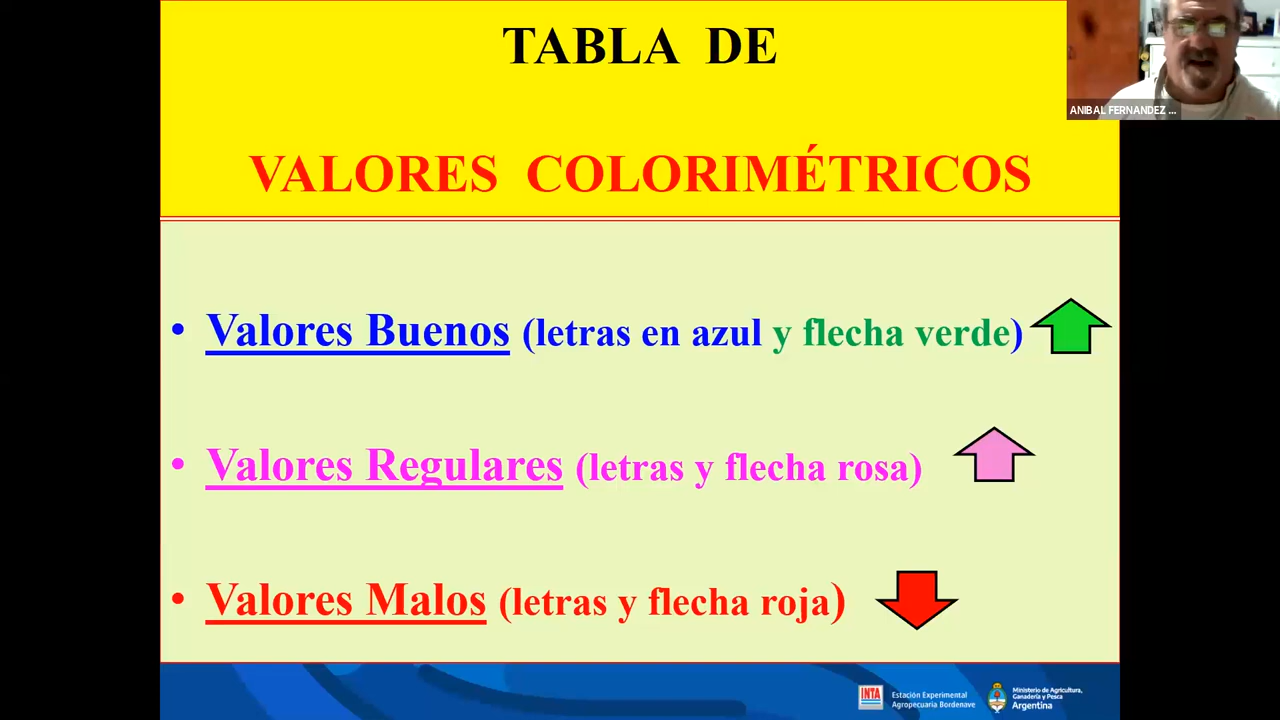 TABLA DE
VALORES COLORIMÉTRICOS
ANIBAL FERNANDEZ ...
• Valores Buenos (letras en azul y flecha verde)
• Valores Regulares (letras y flecha rosa)
• Valores Malos (letras y flecha roja)
INTA
Estación Experimental
Agropecuaria Bordenave
Ministerio de Agricultura,
Ganadería y Pesca
Argentina